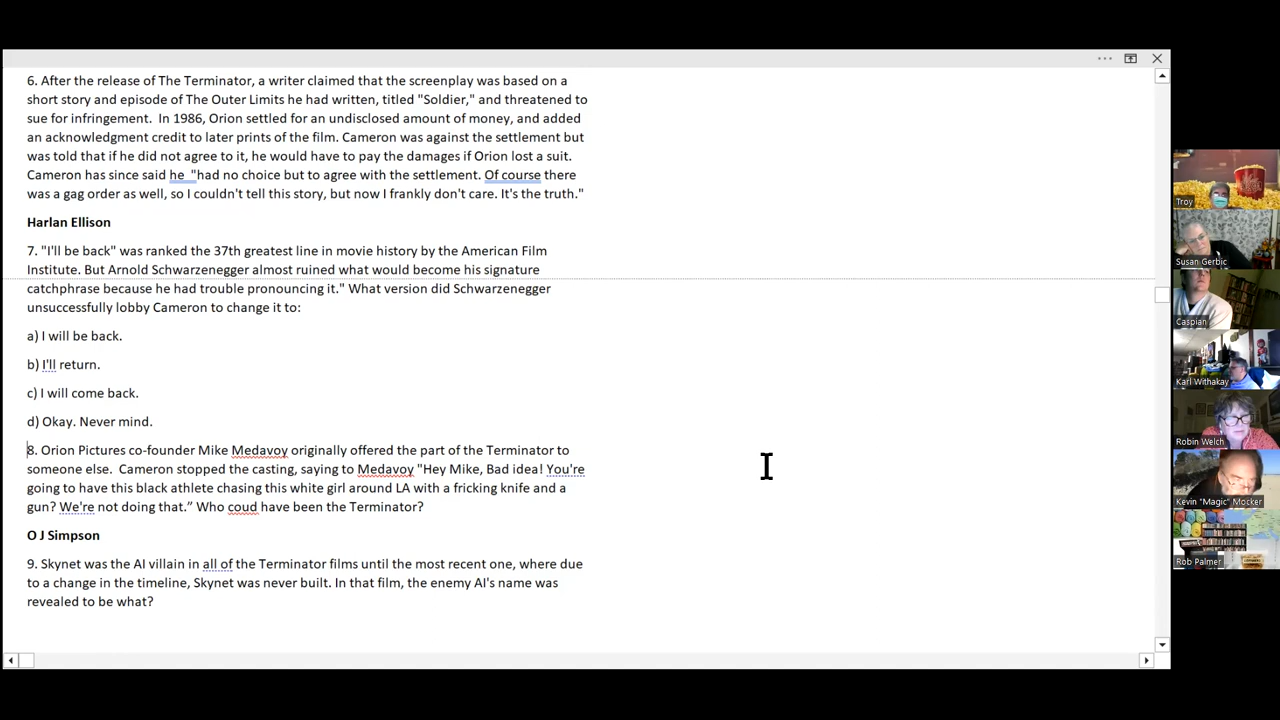 6. After the release of The Terminator, a writer claimed that the screenplay was based on a
short story and episode of The Outer Limits he had written, titled "Soldier," and threatened to
sue for infringement.  In 1986, Orion settled for an undisclosed amount of money, and added
an acknowledgment credit to later prints of the film. Cameron was against the settlement but
was told that if he did not agree to it, he would have to pay the damages if Orion lost a suit.
Cameron has since said he  "had no choice but to agree with the settlement. Of course there
was a gag order as well, so I couldn't tell this story, but now I frankly don't care. It's the truth."
Harlan Ellison
7. "I'll be back" was ranked the 37th greatest line in movie history by the American Film
Institute. But Arnold Schwarzenegger almost ruined what would become his signature
catchphrase because he had trouble pronouncing it." What version did Schwarzenegger
unsuccessfully lobby Cameron to change it to:
a) I will be back.
b) I'll return.
c) I will come back.
d) Okay. Never mind.
8. Orion Pictures co-founder Mike Medavoy originally offered the part of the Terminator to
someone else.  Cameron stopped the casting, saying to Medavoy "Hey Mike, Bad idea! You're
going to have this black athlete chasing this white girl around LA with a fricking knife and a
gun? We're not doing that.” Who coud have been the Terminator?
O J Simpson
9. Skynet was the AI villain in all of the Terminator films until the most recent one, where due
to a change in the timeline, Skynet was never built. In that film, the enemy AI's name was
revealed to be what?
Troy
Susan Gerbic
Caspian
Karl Withakay
Robin Welch
Kevin "Magic" Mocker
Rob Palmer